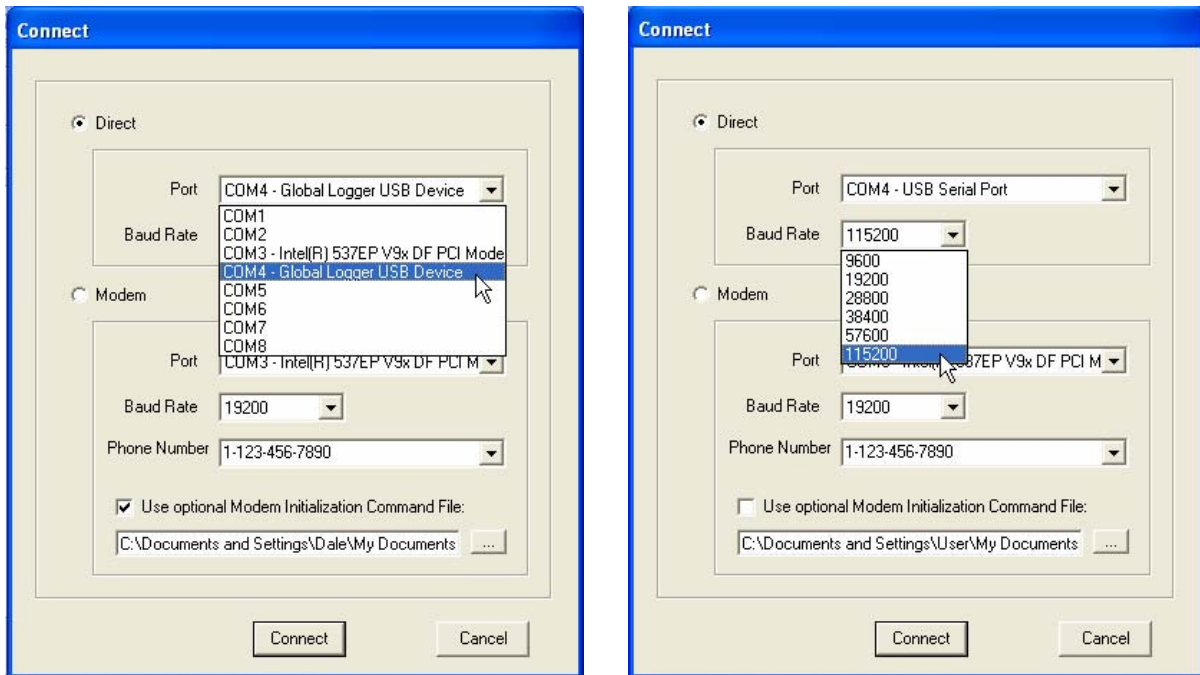 Connect
Direct
Port COM4 - Global Logger USB Device
Baud Rate
COM1
COM2
COM3 - Intel(R) 537EP V9x DF PCI Mode
COM4 - Global Logger USB Device
COM5
COM6
COM7
COM8
Modem
Port COM3 - Intel(R) 537EP V9x DF PCI M
Baud Rate 19200
Phone Number 1-123-456-7890
Use optional Modem Initialization Command File:
C:\Documents and Settings\Dale\My Documents ...
Connect Cancel
Connect
Direct
Port COM4 - USB Serial Port
Baud Rate 115200
9600
19200
28800
38400
57600
115200
Modem
Port 537EP V9x DF PCI M
Baud Rate 19200
Phone Number 1-123-456-7890
Use optional Modem Initialization Command File:
C:\Documents and Settings\User\My Documents ...
Connect Cancel